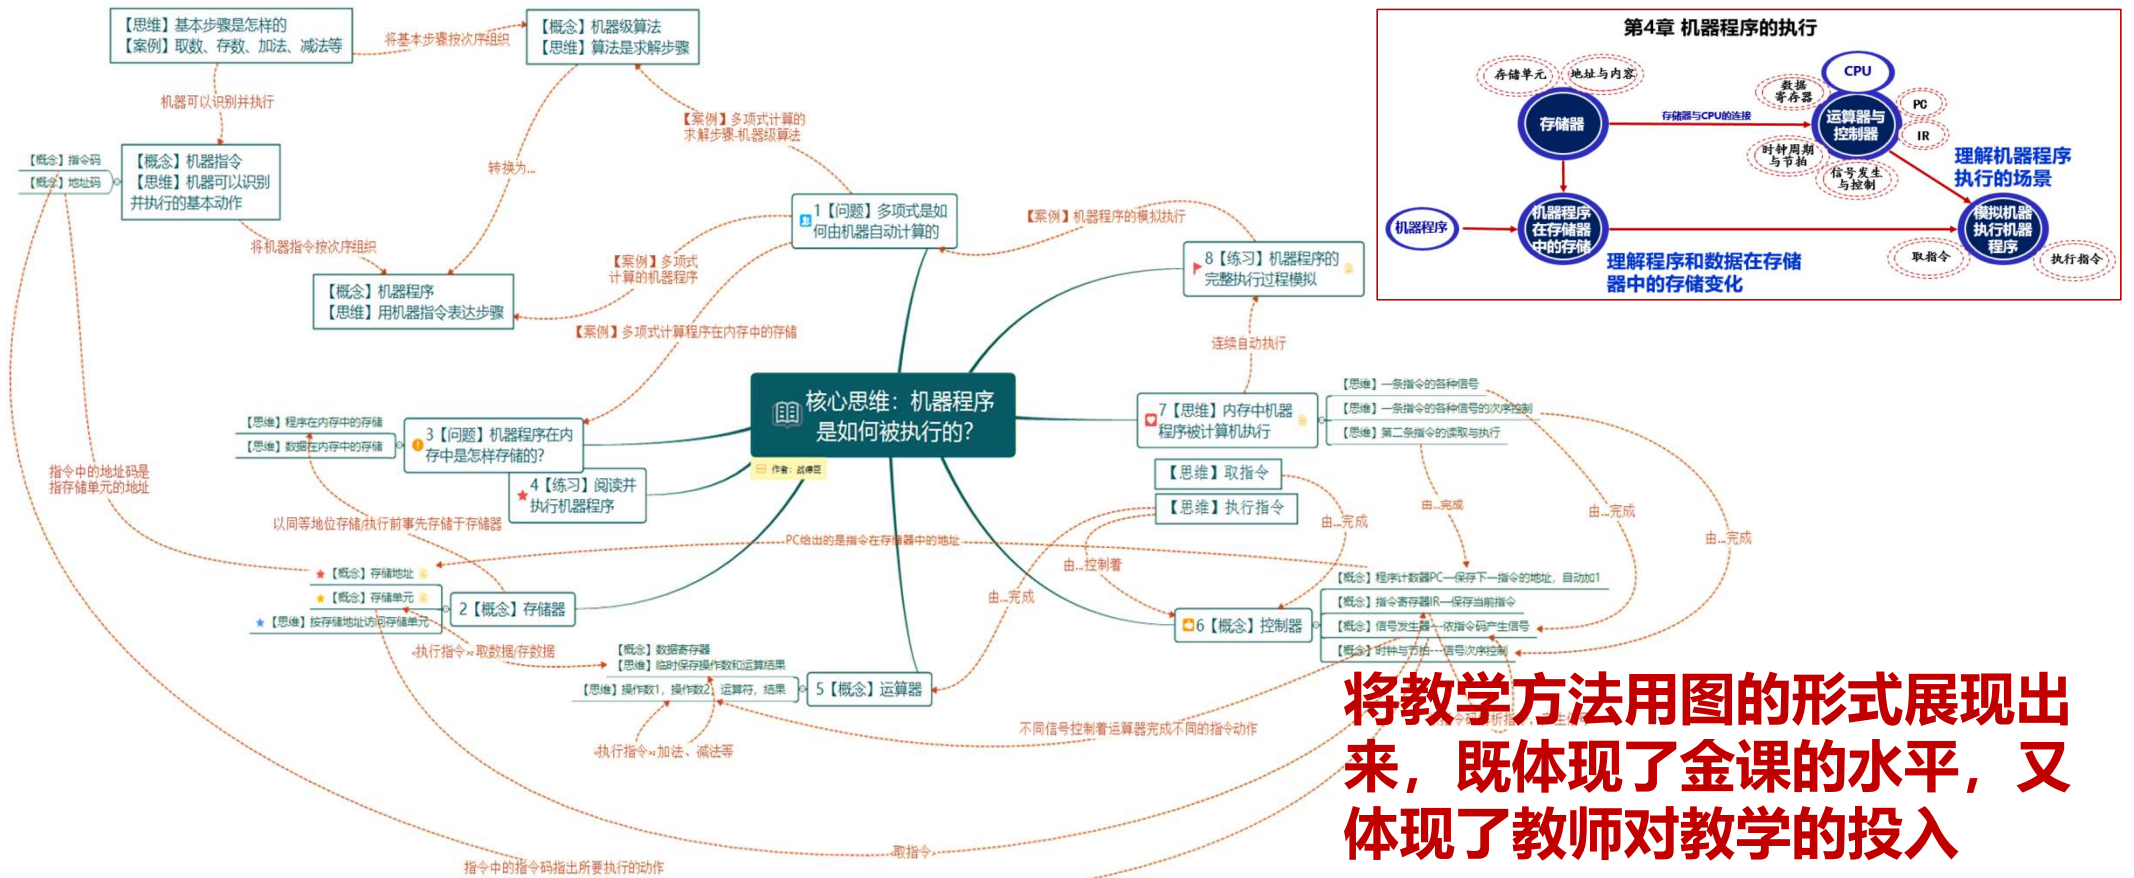 【思维】基本步骤是怎样的
【案例】取数、存数、加法、减法等
将基本步骤按次序组织
【概念】机器级算法
【思维】算法是求解步骤
机器可以识别并执行
【案例】多项式计算的
求解步骤-机器级算法
【概念】指令码
【概念】地址码
【概念】机器指令
【思维】机器可以识别
并执行的基本动作
转换为...
将机器指令按次序组织
1【问题】多项式是如
何由机器自动计算的
【案例】机器程序的模拟执行
【案例】多项式
计算的机器程序
【概念】机器程序
【思维】用机器指令表达步骤
【案例】多项式计算程序在内存中的存储
8【练习】机器程序的
完整执行过程模拟
连续自动执行
核心思维：机器程序
是如何被执行的?
作者：战德臣
【思维】程序在内存中的存储
【思维】数据在内存中的存储
3【问题】机器程序在内
存中是怎样存储的?
4【练习】阅读并
执行机器程序
指令中的地址码是
指存储单元的地址
以同等地位存储/执行前事先存储于存储器
7【思维】内存中机器
程序被计算机执行
【思维】一条指令的各种信号
【思维】一条指令的各种信号的次序控制
【思维】第二条指令的读取与执行
【思维】取指令
【思维】执行指令
由...完成
由...完成
由...完成
由...完成
PC给出的是指令在存储器中的地址
由...控制着
由...完成
【概念】存储地址
【概念】存储单元
【思维】按存储地址访问存储单元
2【概念】存储器
<执行指令>:取数据/存数据
【概念】数据寄存器
【思维】临时保存操作数和运算结果
【思维】操作数1，操作数2，运算符，结果
5【概念】运算器
<执行指令>:加法、减法等
6【概念】控制器
【概念】程序计数器PC—保存下一指令的地址，自动加1
【概念】指令寄存器IR—保存当前指令
【概念】信号发生器---依指令码产生信号
【概念】时钟与节拍---信号次序控制
不同信号控制着运算器完成不同的指令动作
<取指令>
指令中的指令码指出所要执行的动作
第4章 机器程序的执行
存储单元
地址与内容
存储器
存储器与CPU的连接
CPU
数据
寄存器
运算器与
控制器
PC
IR
时钟周期
与节拍
信号发生
与控制
理解机器程序
执行的场景
机器程序
机器程序
在存储器
中的存储
模拟机器
执行机器
程序
取指令
执行指令
理解程序和数据在存储
器中的存储变化
将教学方法用图的形式展现出
来，既体现了金课的水平，又
体现了教师对教学的投入